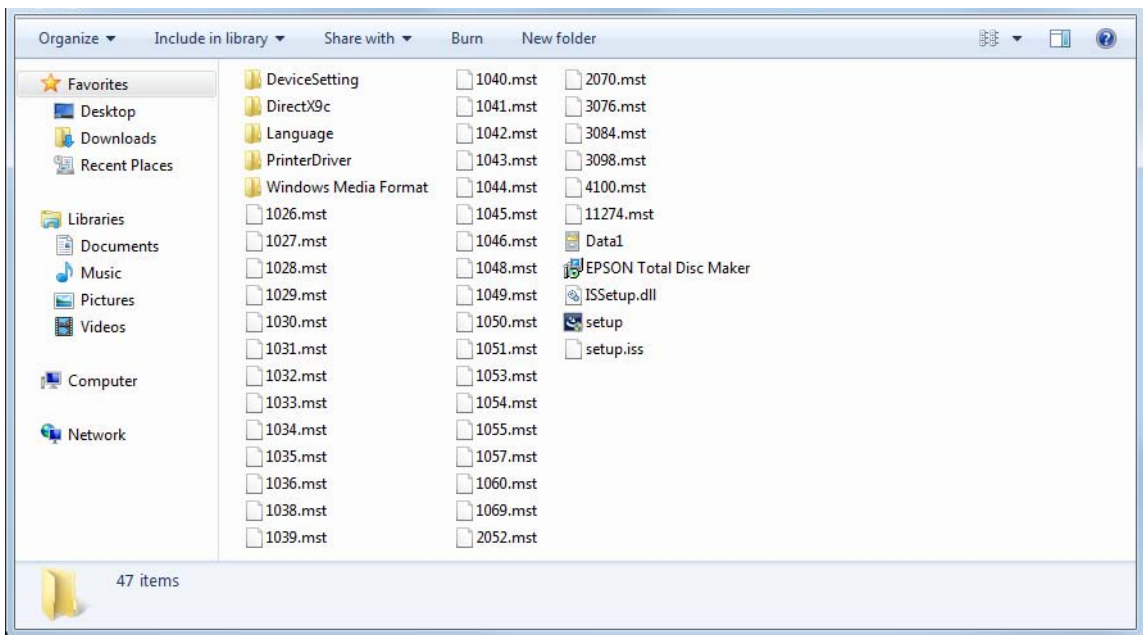 Organize Include in library Share with Burn New folder
Favorites
Desktop
Downloads
Recent Places
Libraries
Documents
Music
Pictures
Videos
Computer
Network
DeviceSetting
DirectX9c
Language
PrinterDriver
Windows Media Format
1026.mst
1027.mst
1028.mst
1029.mst
1030.mst
1031.mst
1032.mst
1033.mst
1034.mst
1035.mst
1036.mst
1038.mst
1039.mst
1040.mst
1041.mst
1042.mst
1043.mst
1044.mst
1045.mst
1046.mst
1048.mst
1049.mst
1050.mst
1051.mst
1053.mst
1054.mst
1055.mst
1057.mst
1060.mst
1069.mst
2052.mst
2070.mst
3076.mst
3084.mst
3098.mst
4100.mst
11274.mst
Data1
EPSON Total Disc Maker
ISSetup.dll
setup
setup.iss
47 items